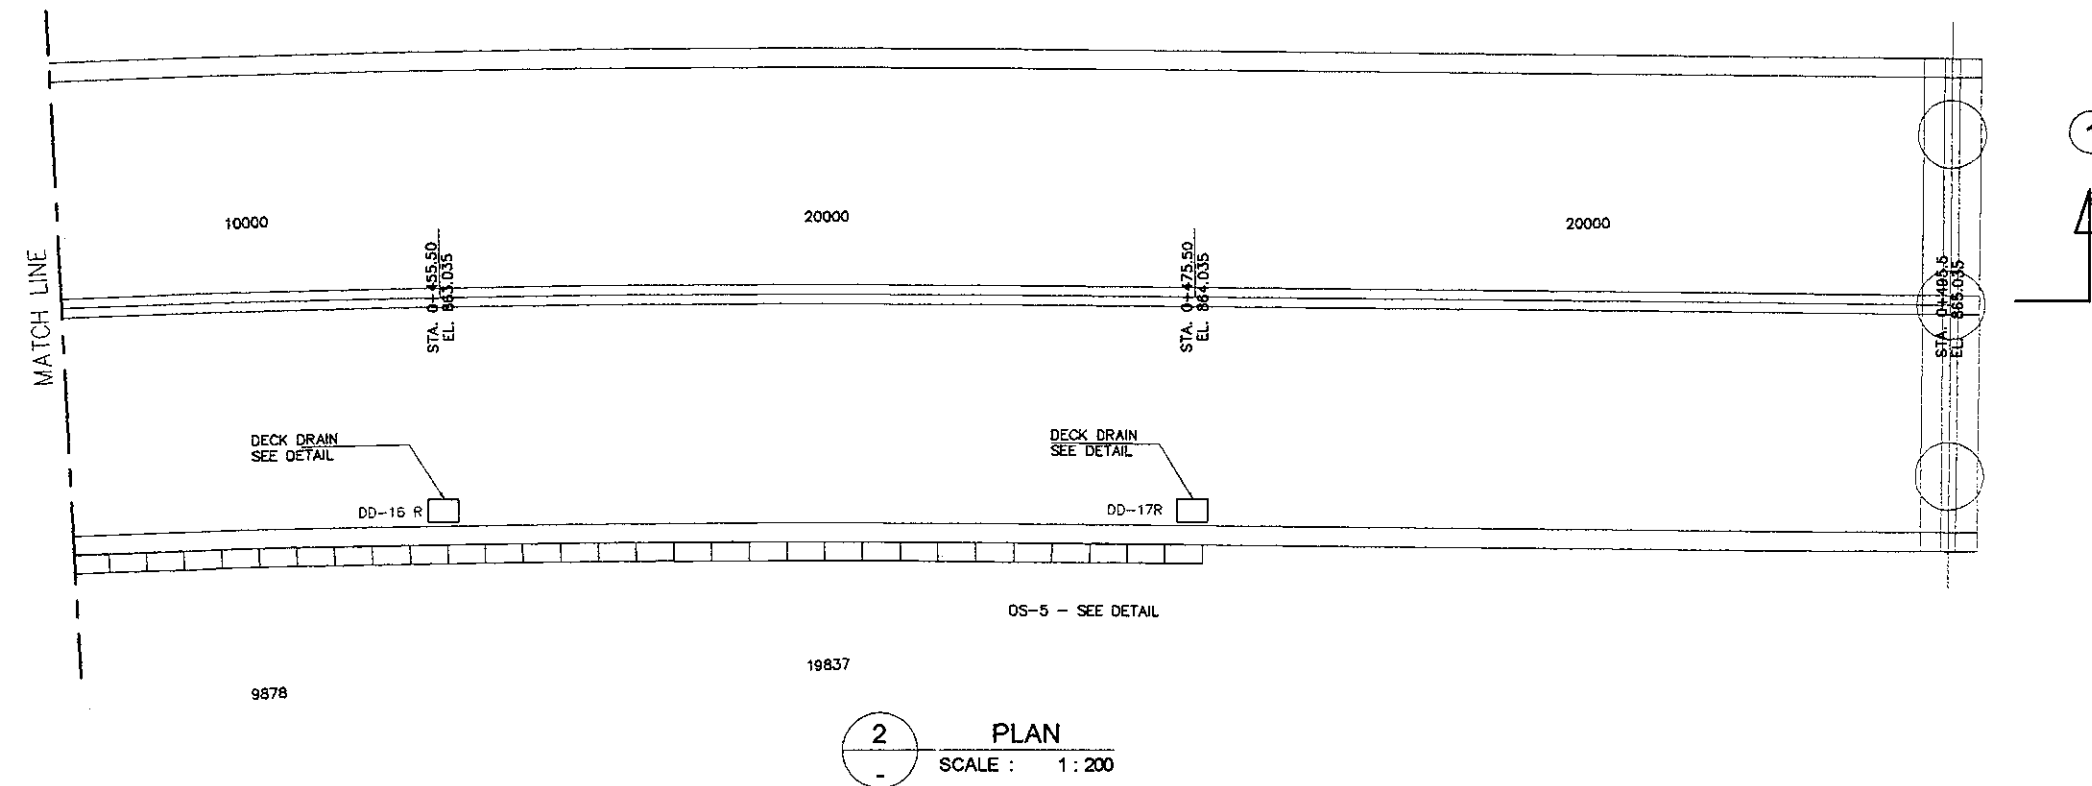 MATCH LINE
10000
20000
20000
STA. 0+455.50
EL. 863.035
STA. 0+475.50
EL. 864.035
STA. 0+495.5
EL. 865.035
DECK DRAIN
SEE DETAIL
DECK DRAIN
SEE DETAIL
DD-16 R
DD-17R
OS-5 - SEE DETAIL
19837
9878
2
-
PLAN
SCALE : 1 : 200